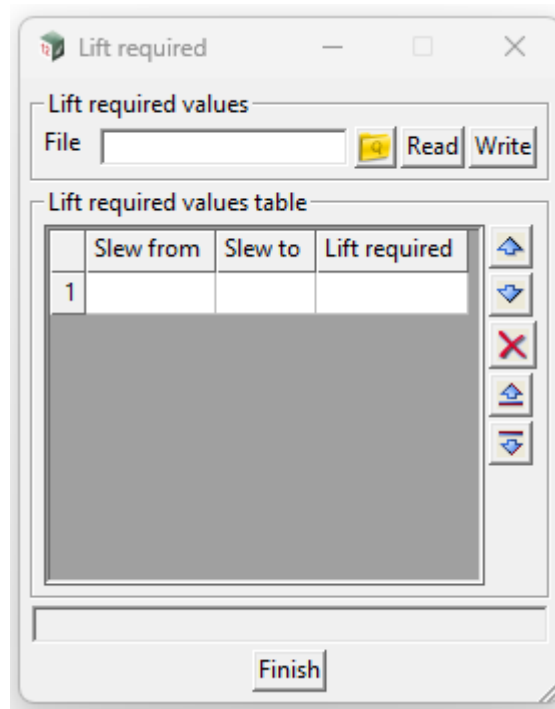 Lift required
Lift required values
File Read Write
Lift required values table
Slew from Slew to Lift required
1
Finish